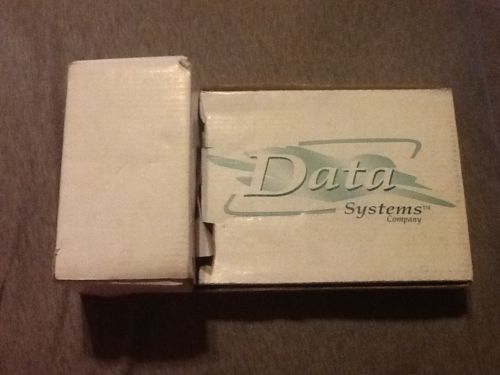 Data
Systems™
Company